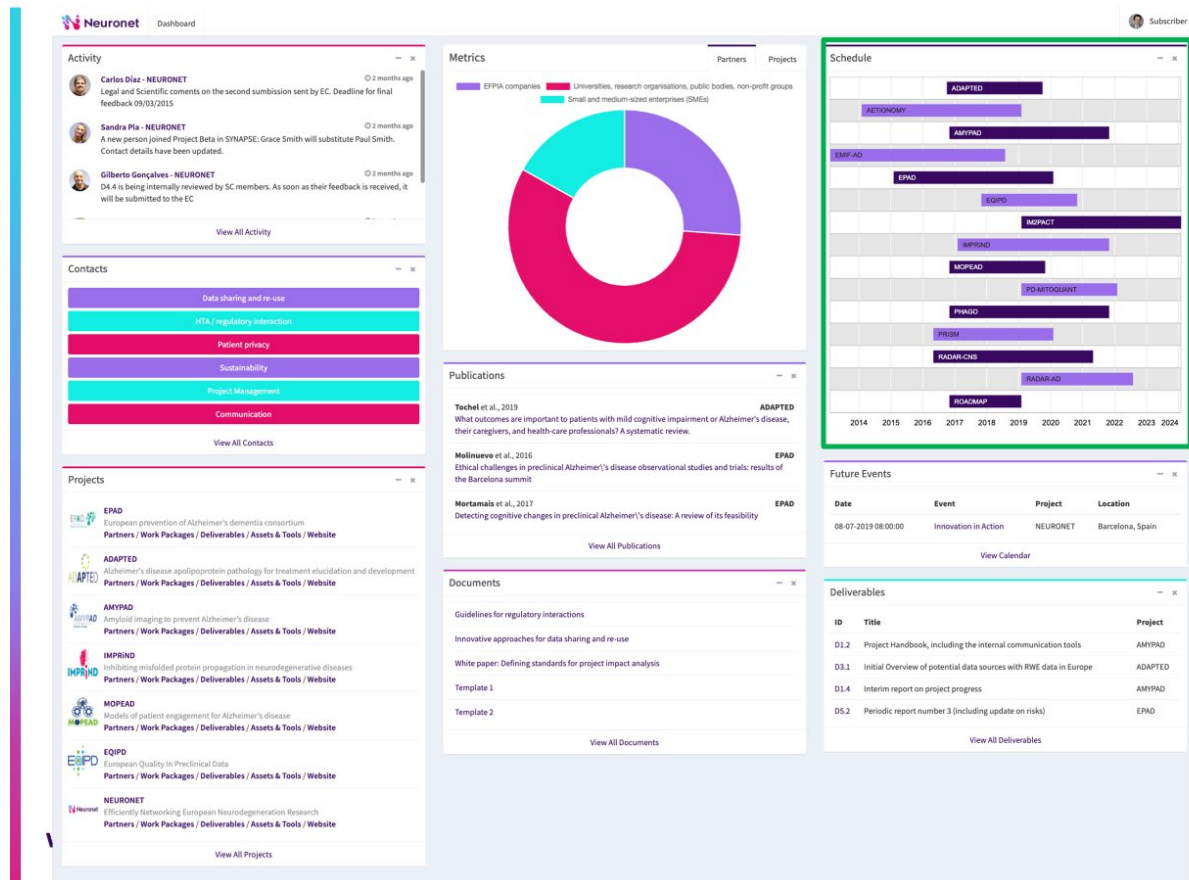 Neuronet
Dashboard
Subscriber
Activity
Carlos Díaz - NEURONET
2 months ago
Legal and Scientific coments on the second sumbission sent by EC. Deadline for final
feedback 09/03/2015
Sandra Pla - NEURONET
2 months ago
A new person joined Project Beta in SYNAPSE: Grace Smith will substitute Paul Smith.
Contact details have been updated.
Gilberto Gonçalves - NEURONET
2 months ago
D4.4 is being internally reviewed by SC members. As soon as their feedback is received, it
will be submitted to the EC
View All Activity
Contacts
Data sharing and re-use
HTA / regulatory interaction
Patient privacy
Sustainability
Project Management
Communication
View All Contacts
Projects
EPAD
European prevention of Alzheimer's dementia consortium
Partners / Work Packages / Deliverables / Assets & Tools / Website
ADAPTED
ADAPTED
Alzheimer's disease apolipoprotein pathology for treatment elucidation and development
Partners / Work Packages / Deliverables / Assets & Tools / Website
AMYPAD
AMYPAD
Amyloid imaging to prevent Alzheimer's disease
Partners / Work Packages / Deliverables / Assets & Tools / Website
IMPRiND
IMPRiND
Inhibiting misfolded protein propagation in neurodegenerative diseases
Partners / Work Packages / Deliverables / Assets & Tools / Website
MOPEAD
MOPEAD
Models of patient engagement for Alzheimer's disease
Partners / Work Packages / Deliverables / Assets & Tools / Website
EQIPD
EQIPD
European Quality In Preclinical Data
Partners / Work Packages / Deliverables / Assets & Tools / Website
Neuronet
NEURONET
Efficiently Networking European Neurodegeneration Research
Partners / Work Packages / Deliverables / Assets & Tools / Website
View All Projects
Metrics
Partners
Projects
EFPIA companies
Universities, research organisations, public bodies, non-profit groups
Small and medium-sized enterprises (SMEs)
Publications
Tochel et al., 2019
ADAPTED
What outcomes are important to patients with mild cognitive impairment or Alzheimer's disease,
their caregivers, and health-care professionals? A systematic review.
Molinuevo et al., 2016
EPAD
Ethical challenges in preclinical Alzheimer\'s disease observational studies and trials: results of
the Barcelona summit
Mortamais et al., 2017
EPAD
Detecting cognitive changes in preclinical Alzheimer\'s disease: A review of its feasibility
View All Publications
Documents
Guidelines for regulatory interactions
Innovative approaches for data sharing and re-use
White paper: Defining standards for project impact analysis
Template 1
Template 2
View All Documents
Schedule
ADAPTED
AETIONOMY
AMYPAD
EMIF-AD
EPAD
EQIPD
IM2PACT
IMPRIND
MOPEAD
PD-MITOQUANT
PHAGO
PRISM
RADAR-CNS
RADAR-AD
ROADMAP
2014 2015 2016 2017 2018 2019 2020 2021 2022 2023 2024
Future Events
Date Event Project Location
08-07-2019 08:00:00 Innovation in Action NEURONET Barcelona, Spain
View Calendar
Deliverables
ID Title Project
D1.2 Project Handbook, including the internal communication tools AMYPAD
D3.1 Initial Overview of potential data sources with RWE data in Europe ADAPTED
D1.4 Interim report on project progress AMYPAD
D5.2 Periodic report number 3 (including update on risks) EPAD
View All Deliverables